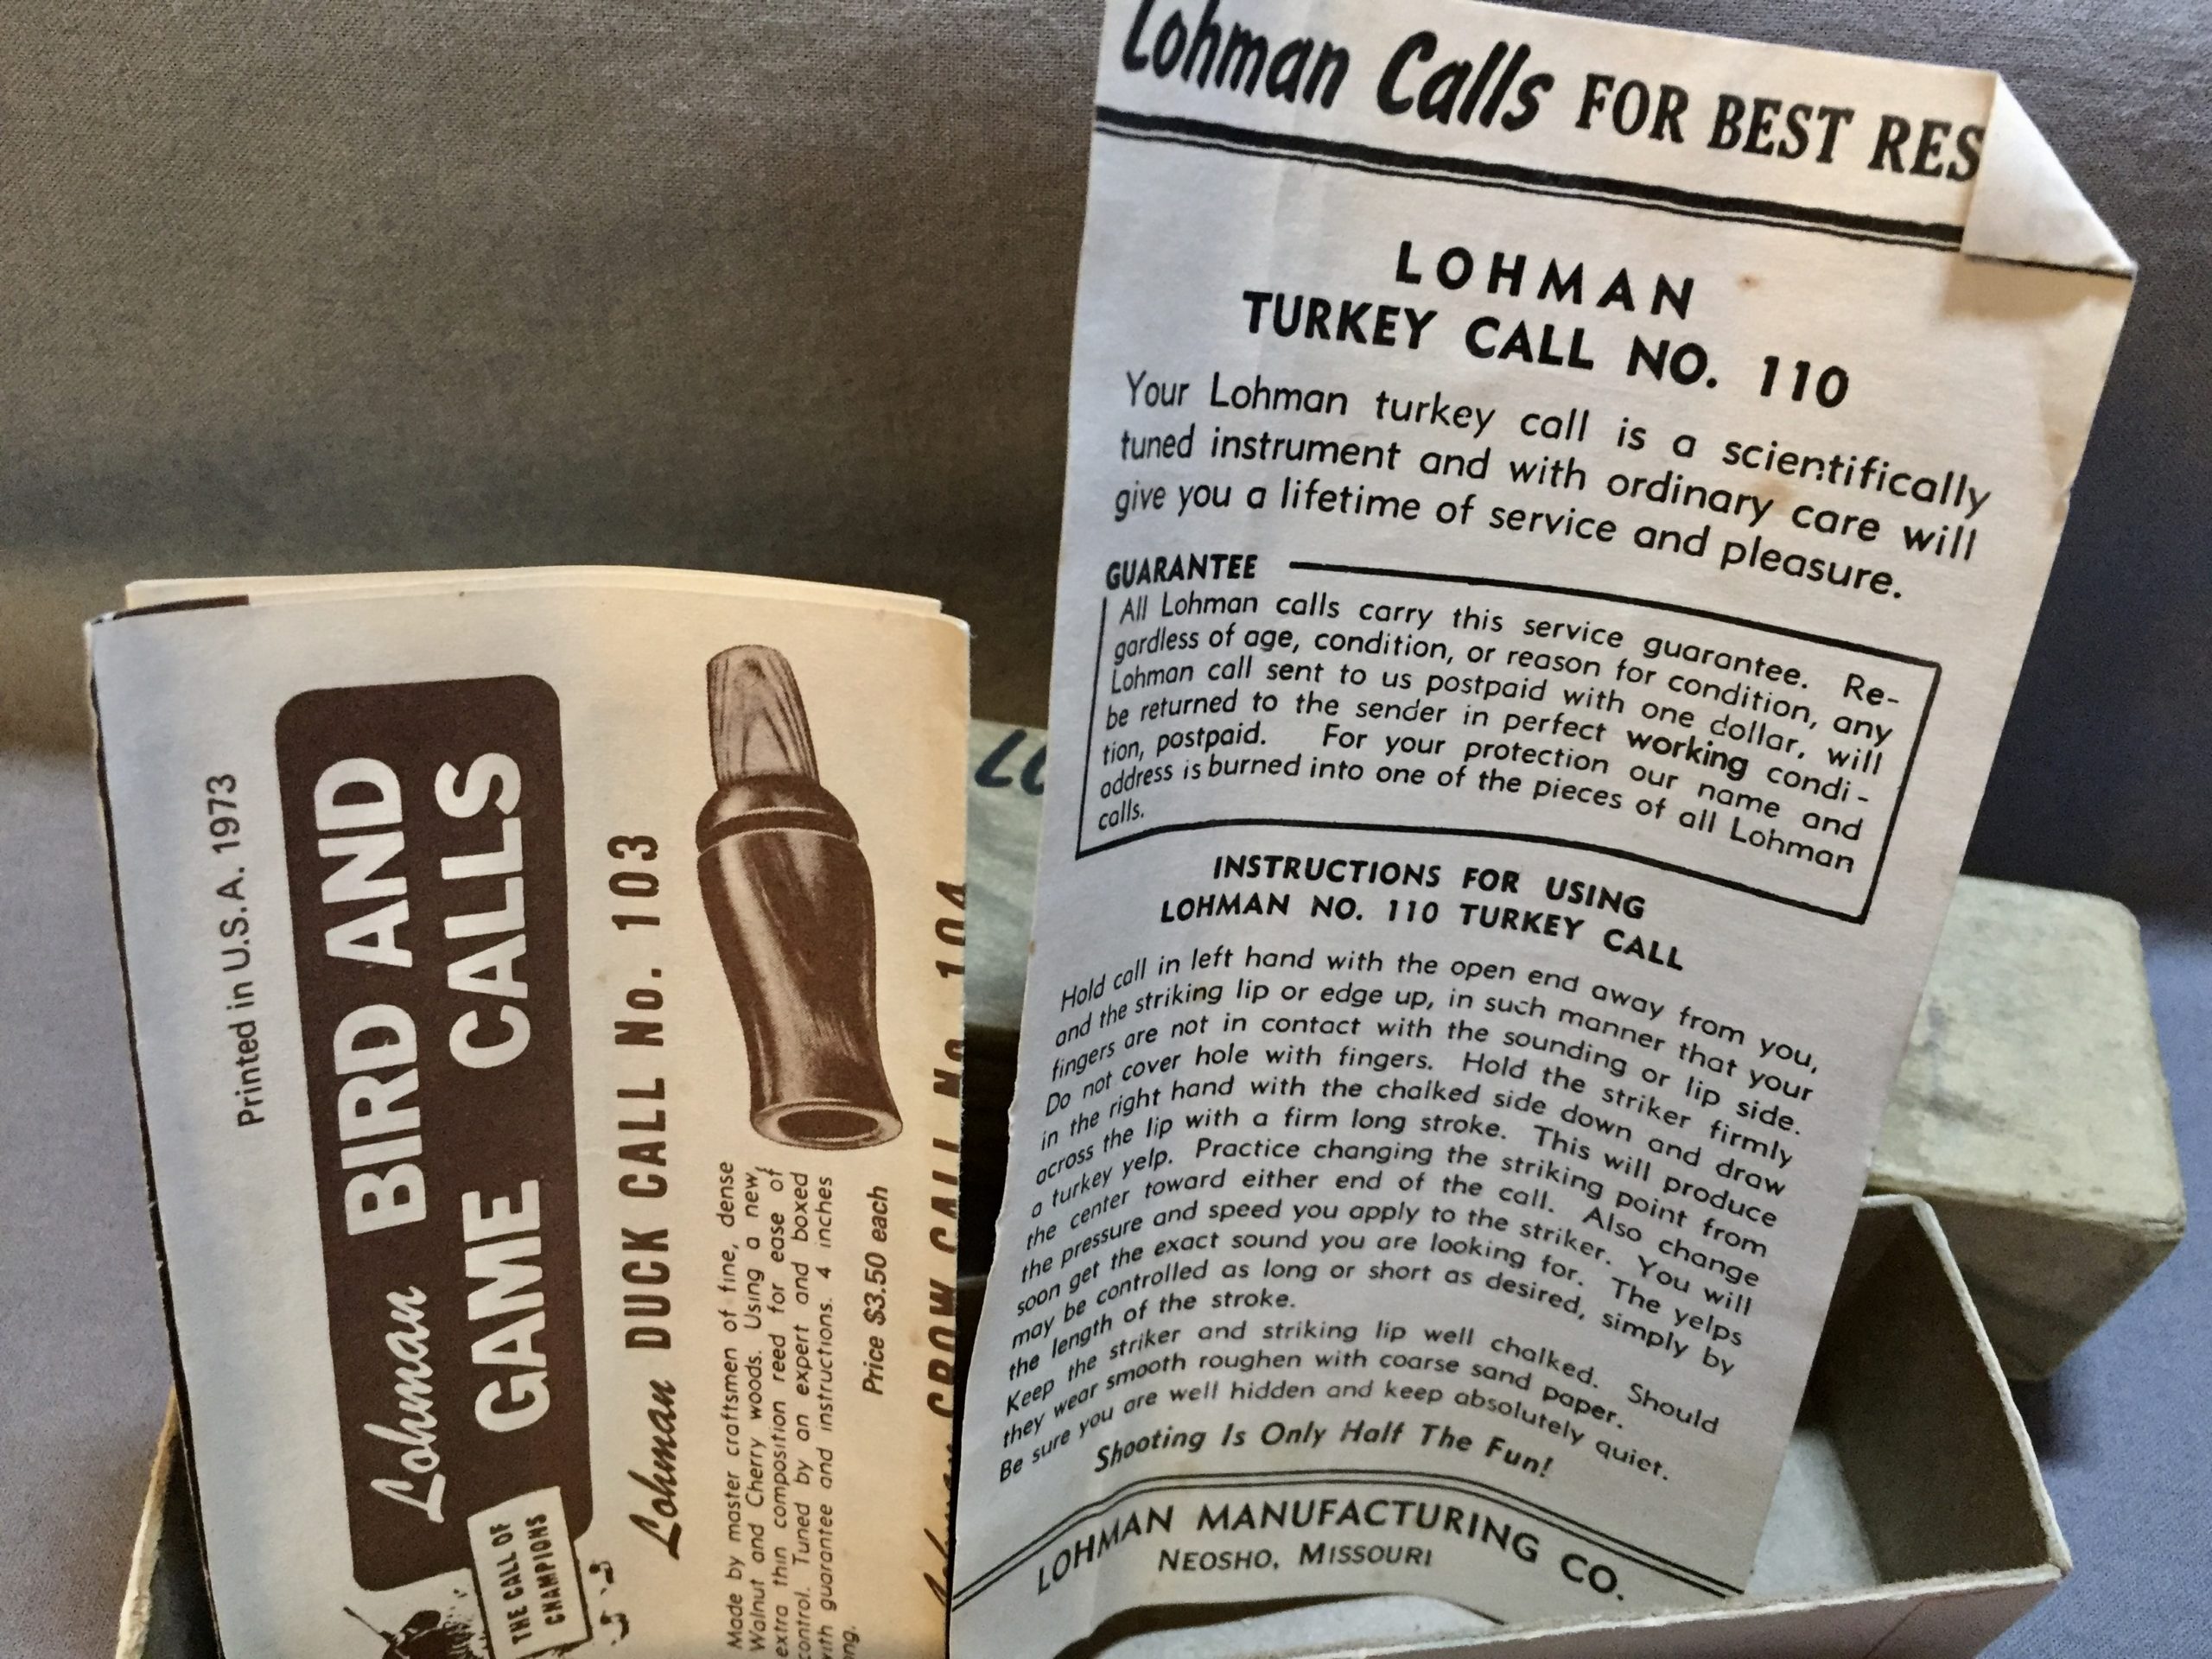 Printed in U.S.A. 1973
Lohman BIRD AND
GAME CALLS
THE CALL OF
CHAMPIONS
Lohman DUCK CALL No. 103
Made by master craftsmen of fine, dense
Walnut and Cherry woods. Using a new,
extra thin composition reed for ease of
control. Tuned by an expert and boxed
with guarantee and instructions. 4 inches
Price $3.50 each
Lohman CROW CALL No. 104
Lohman Calls FOR BEST RES
LOHMAN
TURKEY CALL NO. 110
Your Lohman turkey call is a scientifically
tuned instrument and with ordinary care will
give you a lifetime of service and pleasure.
GUARANTEE
All Lohman calls carry this service guarantee. Re-
gardless of age, condition, or reason for condition, any
Lohman call sent to us postpaid with one dollar, will
be returned to the sender in perfect working condi-
tion, postpaid. For your protection our name and
address is burned into one of the pieces of all Lohman
calls.
INSTRUCTIONS FOR USING
LOHMAN NO. 110 TURKEY CALL
Hold call in left hand with the open end away from you,
and the striking lip or edge up, in such manner that your
fingers are not in contact with the sounding or lip side.
Do not cover hole with fingers. Hold the striker firmly
in the right hand with the chalked side down and draw
across the lip with a firm long stroke. This will produce
a turkey yelp. Practice changing the striking point from
the center toward either end of the call. Also change
the pressure and speed you apply to the striker. You will
soon get the exact sound you are looking for. The yelps
may be controlled as long or short as desired, simply by
the length of the stroke.
Keep the striker and striking lip well chalked. Should
they wear smooth roughen with coarse sand paper.
Be sure you are well hidden and keep absolutely quiet.
Shooting Is Only Half The Fun!
LOHMAN MANUFACTURING CO.
NEOSHO, MISSOURI